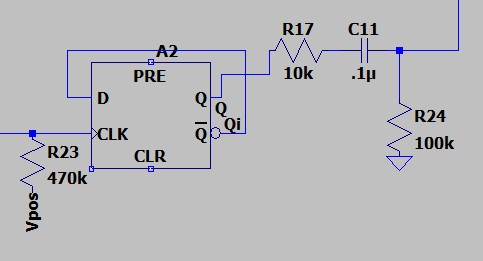 R17
C11
A2
PRE
10k
.1µ
D
Q
Q
Q
Qi
CLK
R24
R23
CLR
100k
470k
Vpos